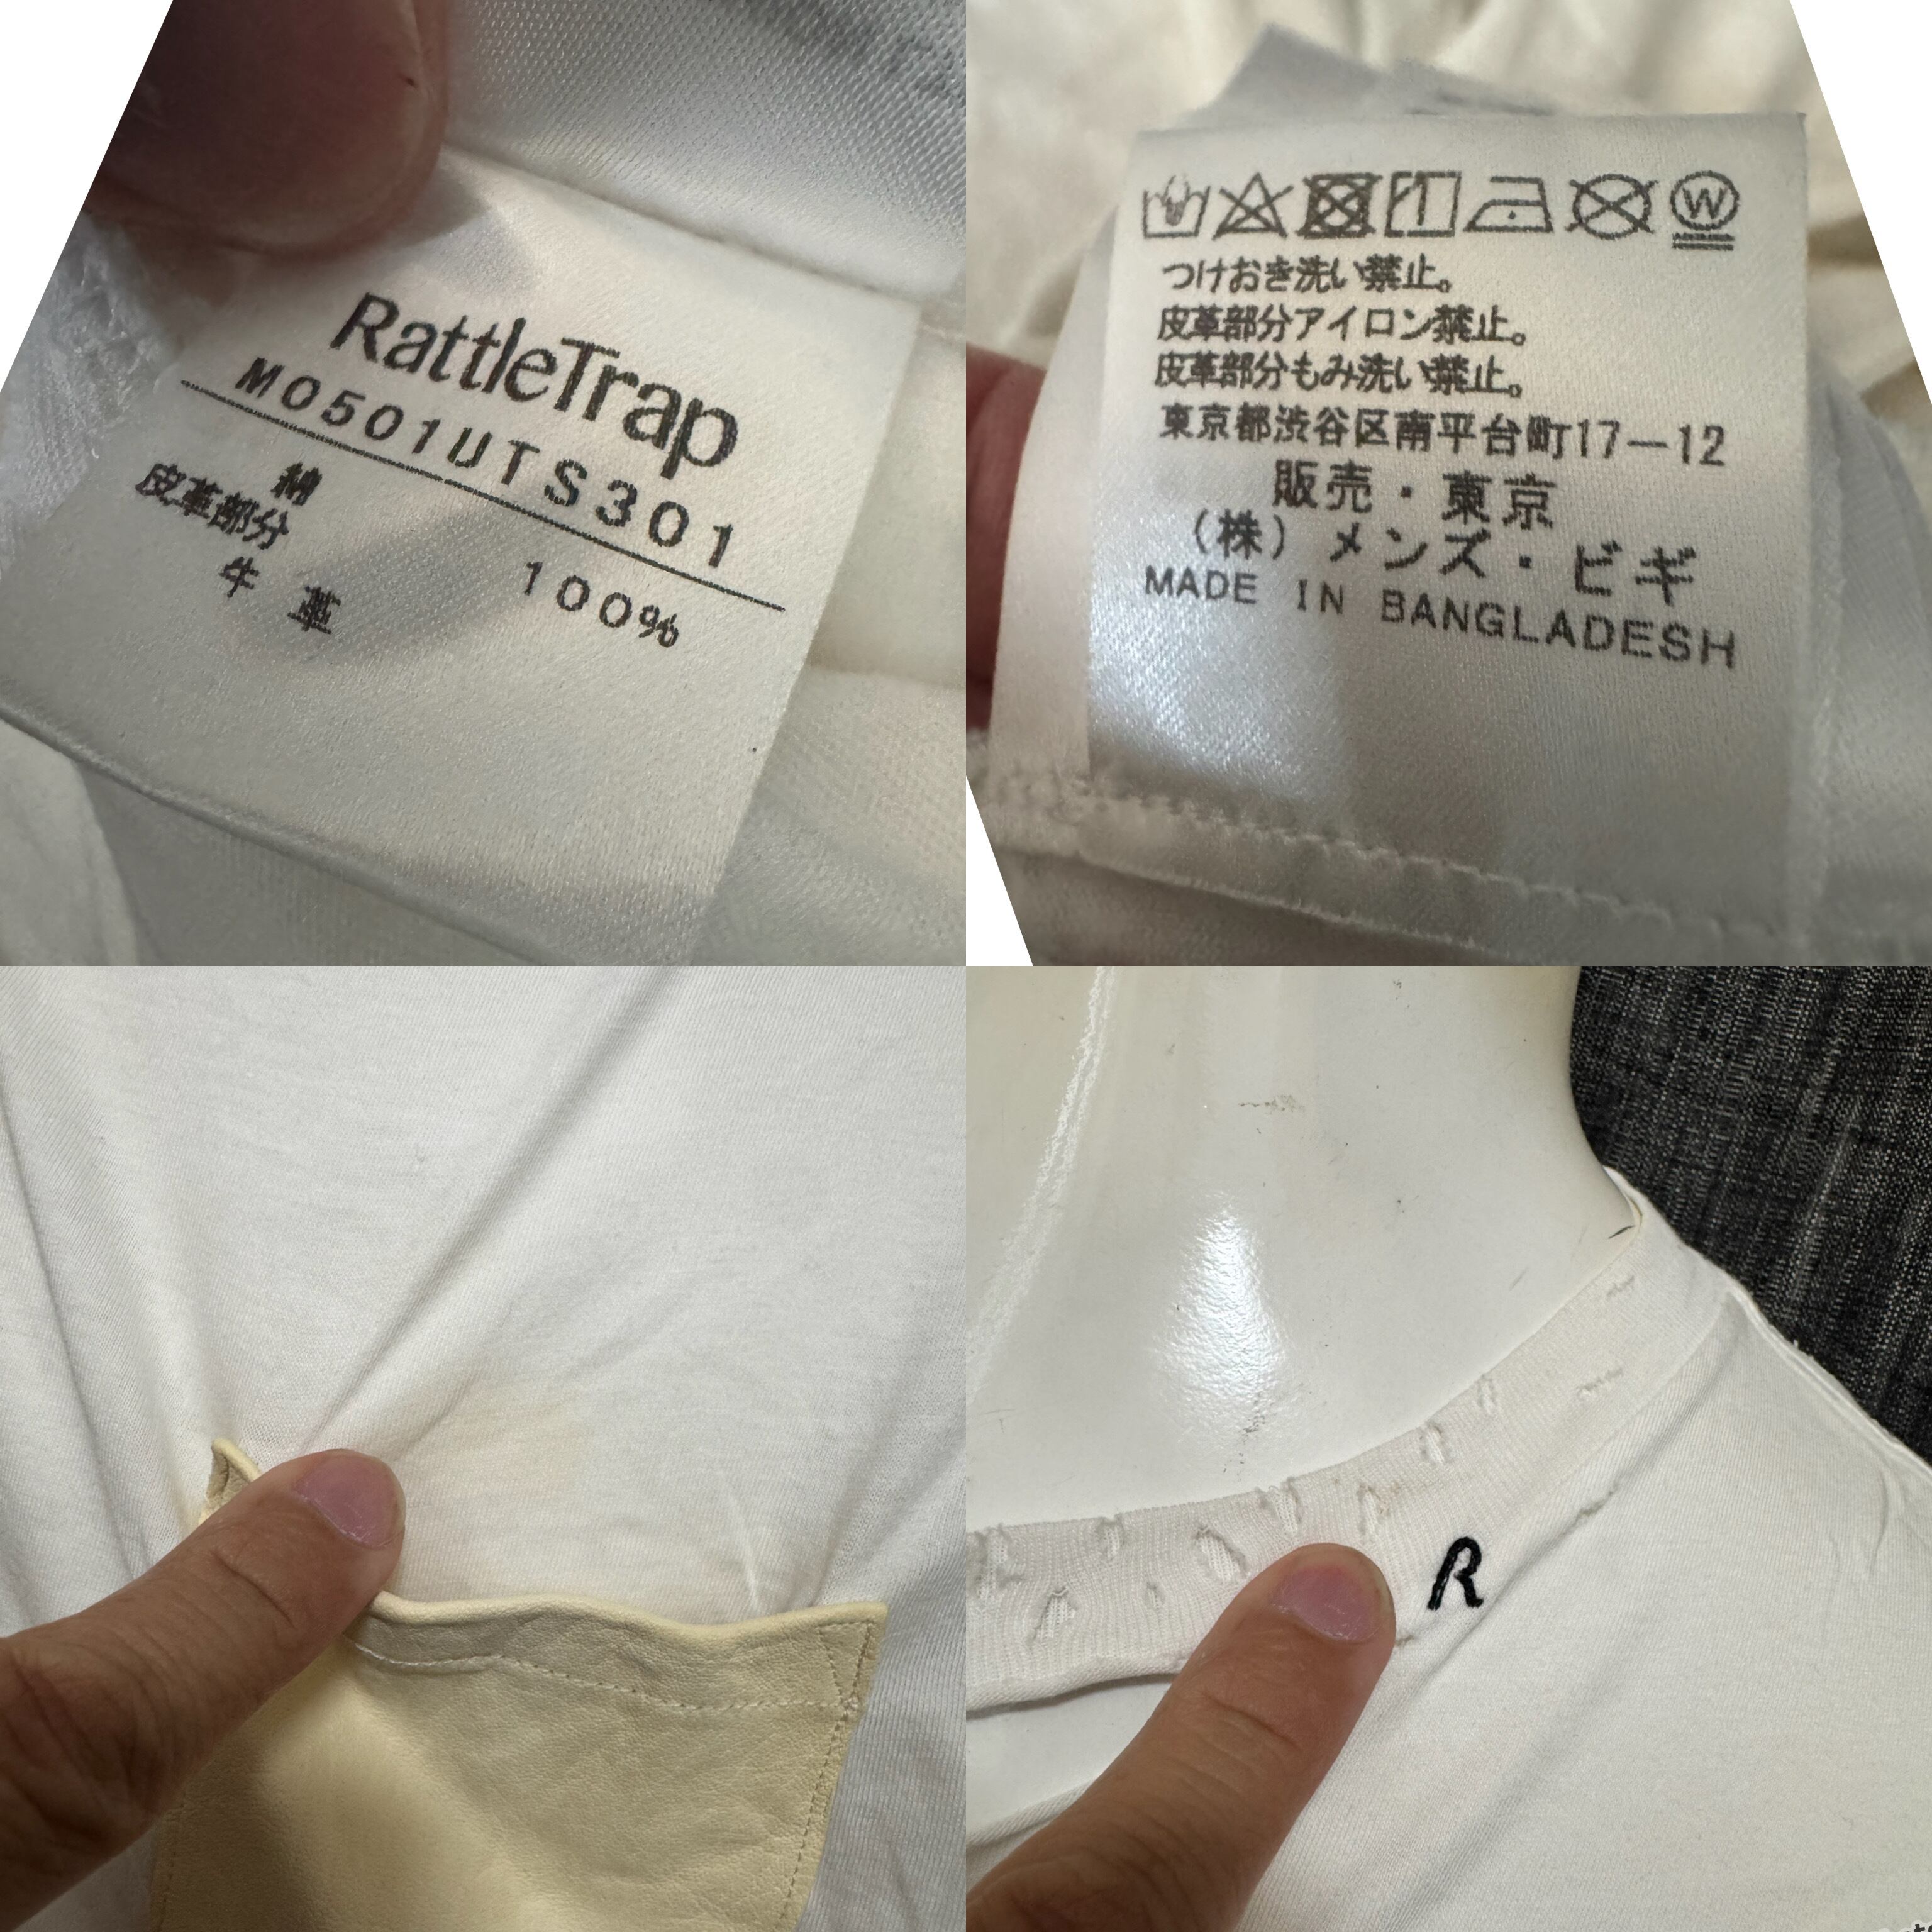 RattleTrap
M0501UTS301
綿 100%
皮革部分
牛 革
W
つけおき洗い禁止。
皮革部分アイロン禁止。
皮革部分もみ洗い禁止。
東京都渋谷区南平台町17−12
販売・東京
(株)メンズ・ビギ
MADE IN BANGLADESH
R